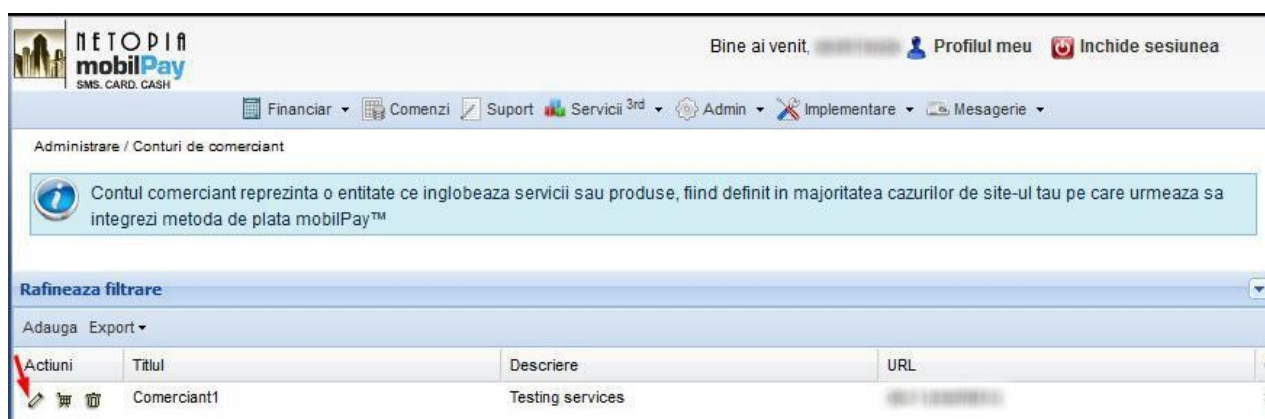 NETOPIA
mobilPay
SMS. CARD. CASH
Bine ai venit, Profilul meu Inchide sesiunea
Financiar Comenzi Suport Servicii 3rd Admin Implementare Mesagerie
Administrare / Conturi de comerciant
Contul comerciant reprezinta o entitate ce inglobeaza servicii sau produse, fiind definit in majoritatea cazurilor de site-ul tau pe care urmeaza sa
integrezi metoda de plata mobilPay™
Rafineaza filtrare
Adauga Export
Actiuni Titlul Descriere URL
Comerciant1 Testing services